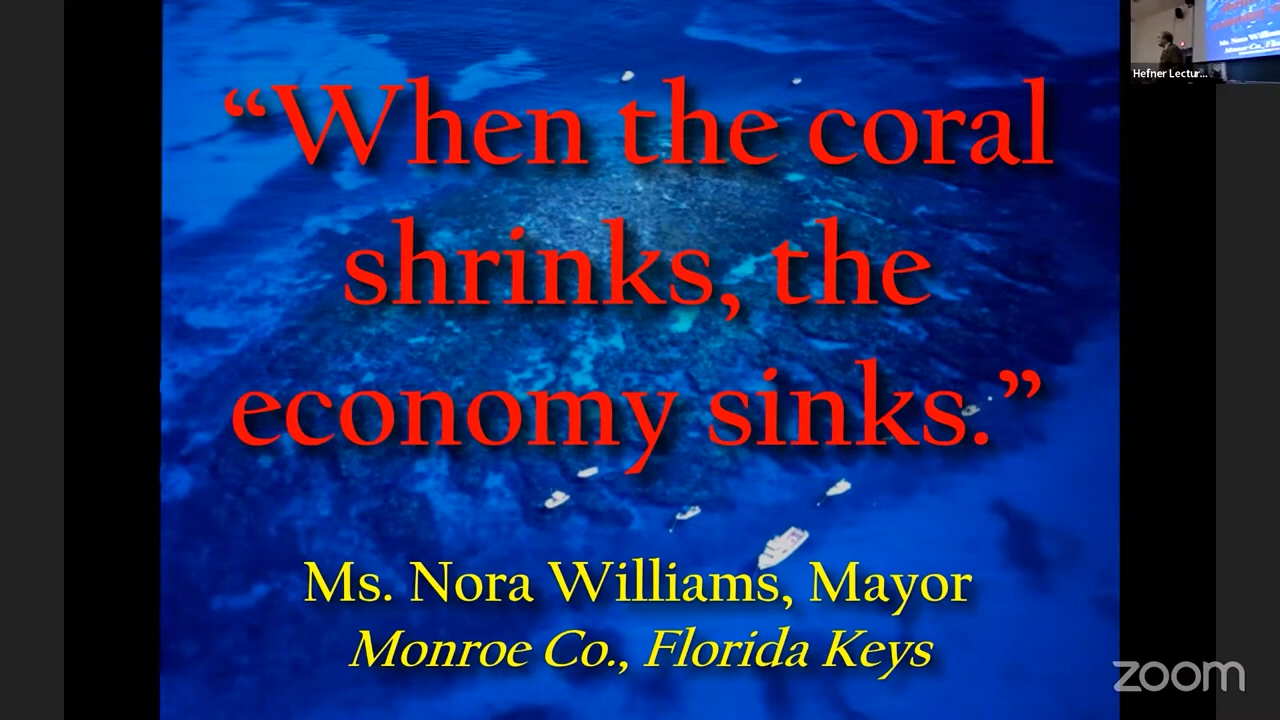 “When the coral
shrinks, the
economy sinks.”
Ms. Nora Williams, Mayor
Monroe Co., Florida Keys
Hefner Lectur...
zoom